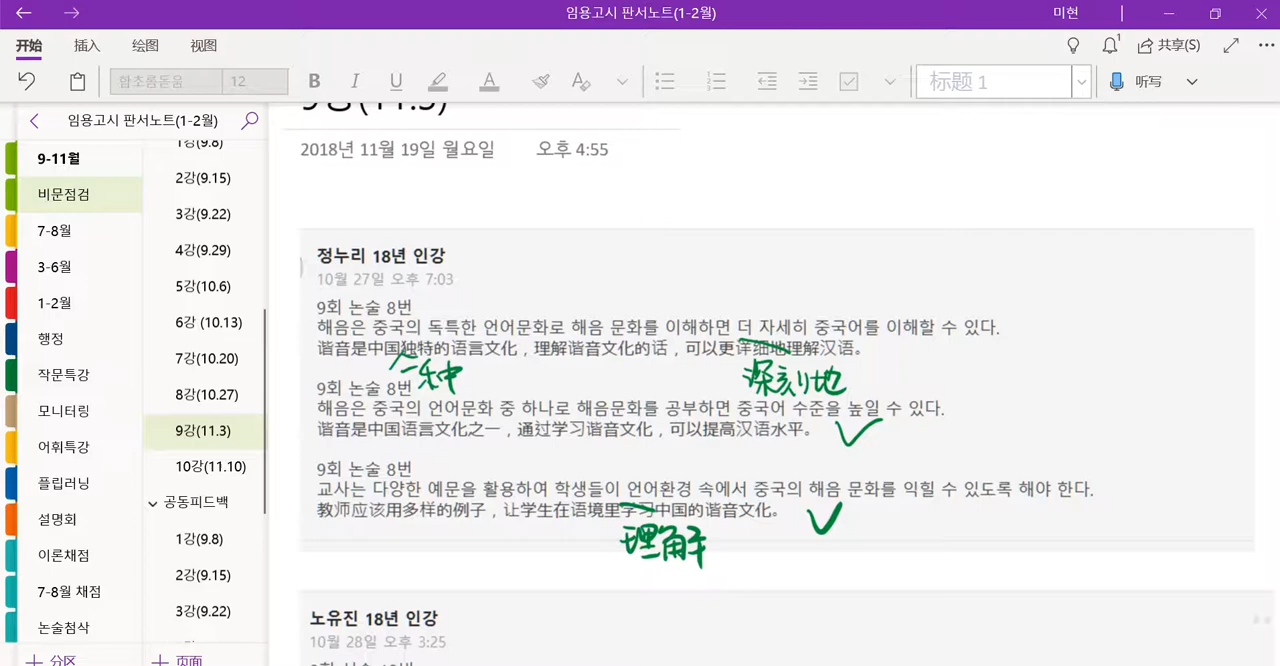 임용고시 판서노트(1-2월)
미현
开始 插入 绘图 视图
1
共享(S)
함초롬돋움 12 B I U A A 标题 1 听写
임용고시 판서노트(1-2월)
9-11월
비문점검
7-8월
3-6월
1-2월
행정
작문특강
모니터링
어휘특강
플립러닝
설명회
이론채점
7-8월 채점
논술첨삭
分区
1강(9.8)
2강(9.15)
3강(9.22)
4강(9.29)
5강(10.6)
6강 (10.13)
7강(10.20)
8강(10.27)
9강(11.3)
10강(11.10)
공동피드백
1강(9.8)
2강(9.15)
3강(9.22)
页面
9강(11.3)
2018년 11월 19일 월요일 오후 4:55
정누리 18년 인강
10월 27일 오후 7:03
9회 논술 8번
해음은 중국의 독특한 언어문화로 해음 문화를 이해하면 더 자세히 중국어를 이해할 수 있다.
谐音是中国独特的语言文化，理解谐音文化的话，可以更详细地理解汉语。
一种 深刻地
9회 논술 8번
해음은 중국의 언어문화 중 하나로 해음문화를 공부하면 중국어 수준을 높일 수 있다.
谐音是中国语言文化之一，通过学习谐音文化，可以提高汉语水平。
9회 논술 8번
교사는 다양한 예문을 활용하여 학생들이 언어환경 속에서 중국의 해음 문화를 익힐 수 있도록 해야 한다.
教师应该用多样的例子，让学生在语境里学习中国的谐音文化。
理解
노유진 18년 인강
10월 28일 오후 3:25